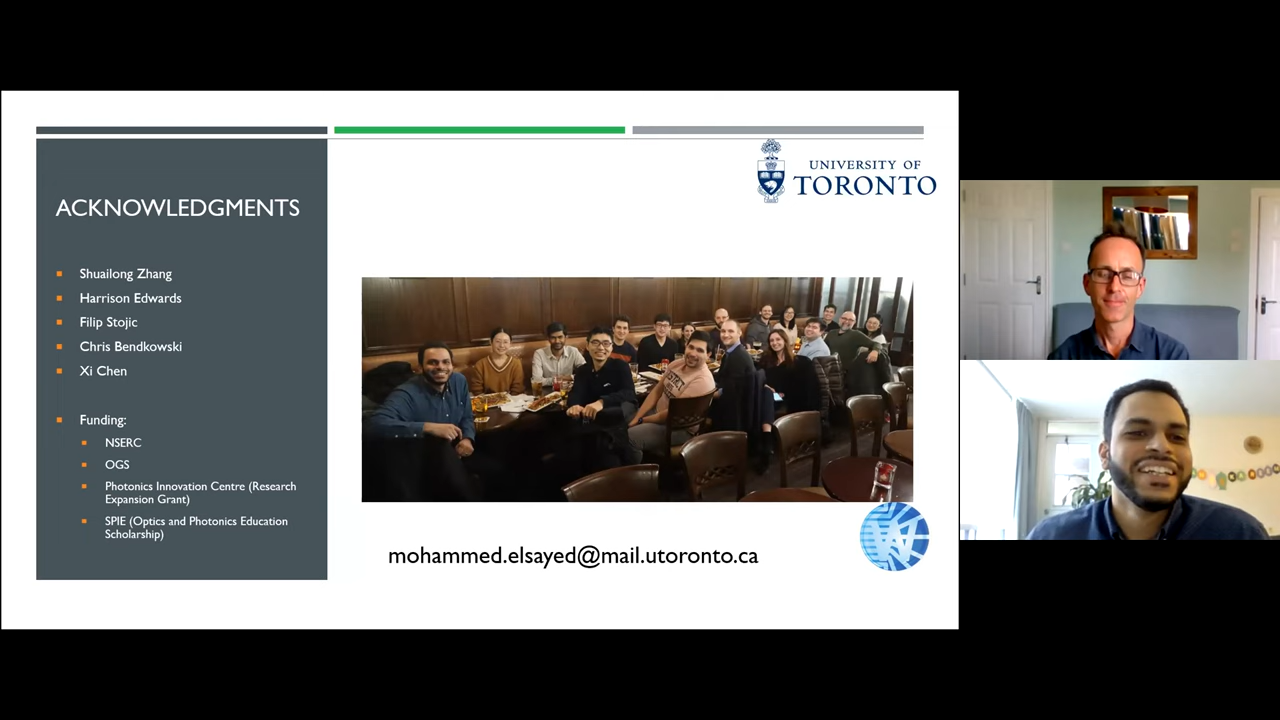 UNIVERSITY OF
TORONTO
ACKNOWLEDGMENTS
Shuailong Zhang
Harrison Edwards
Filip Stojic
Chris Bendkowski
Xi Chen
Funding:
NSERC
OGS
Photonics Innovation Centre (Research
Expansion Grant)
SPIE (Optics and Photonics Education
Scholarship)
mohammed.elsayed@mail.utoronto.ca